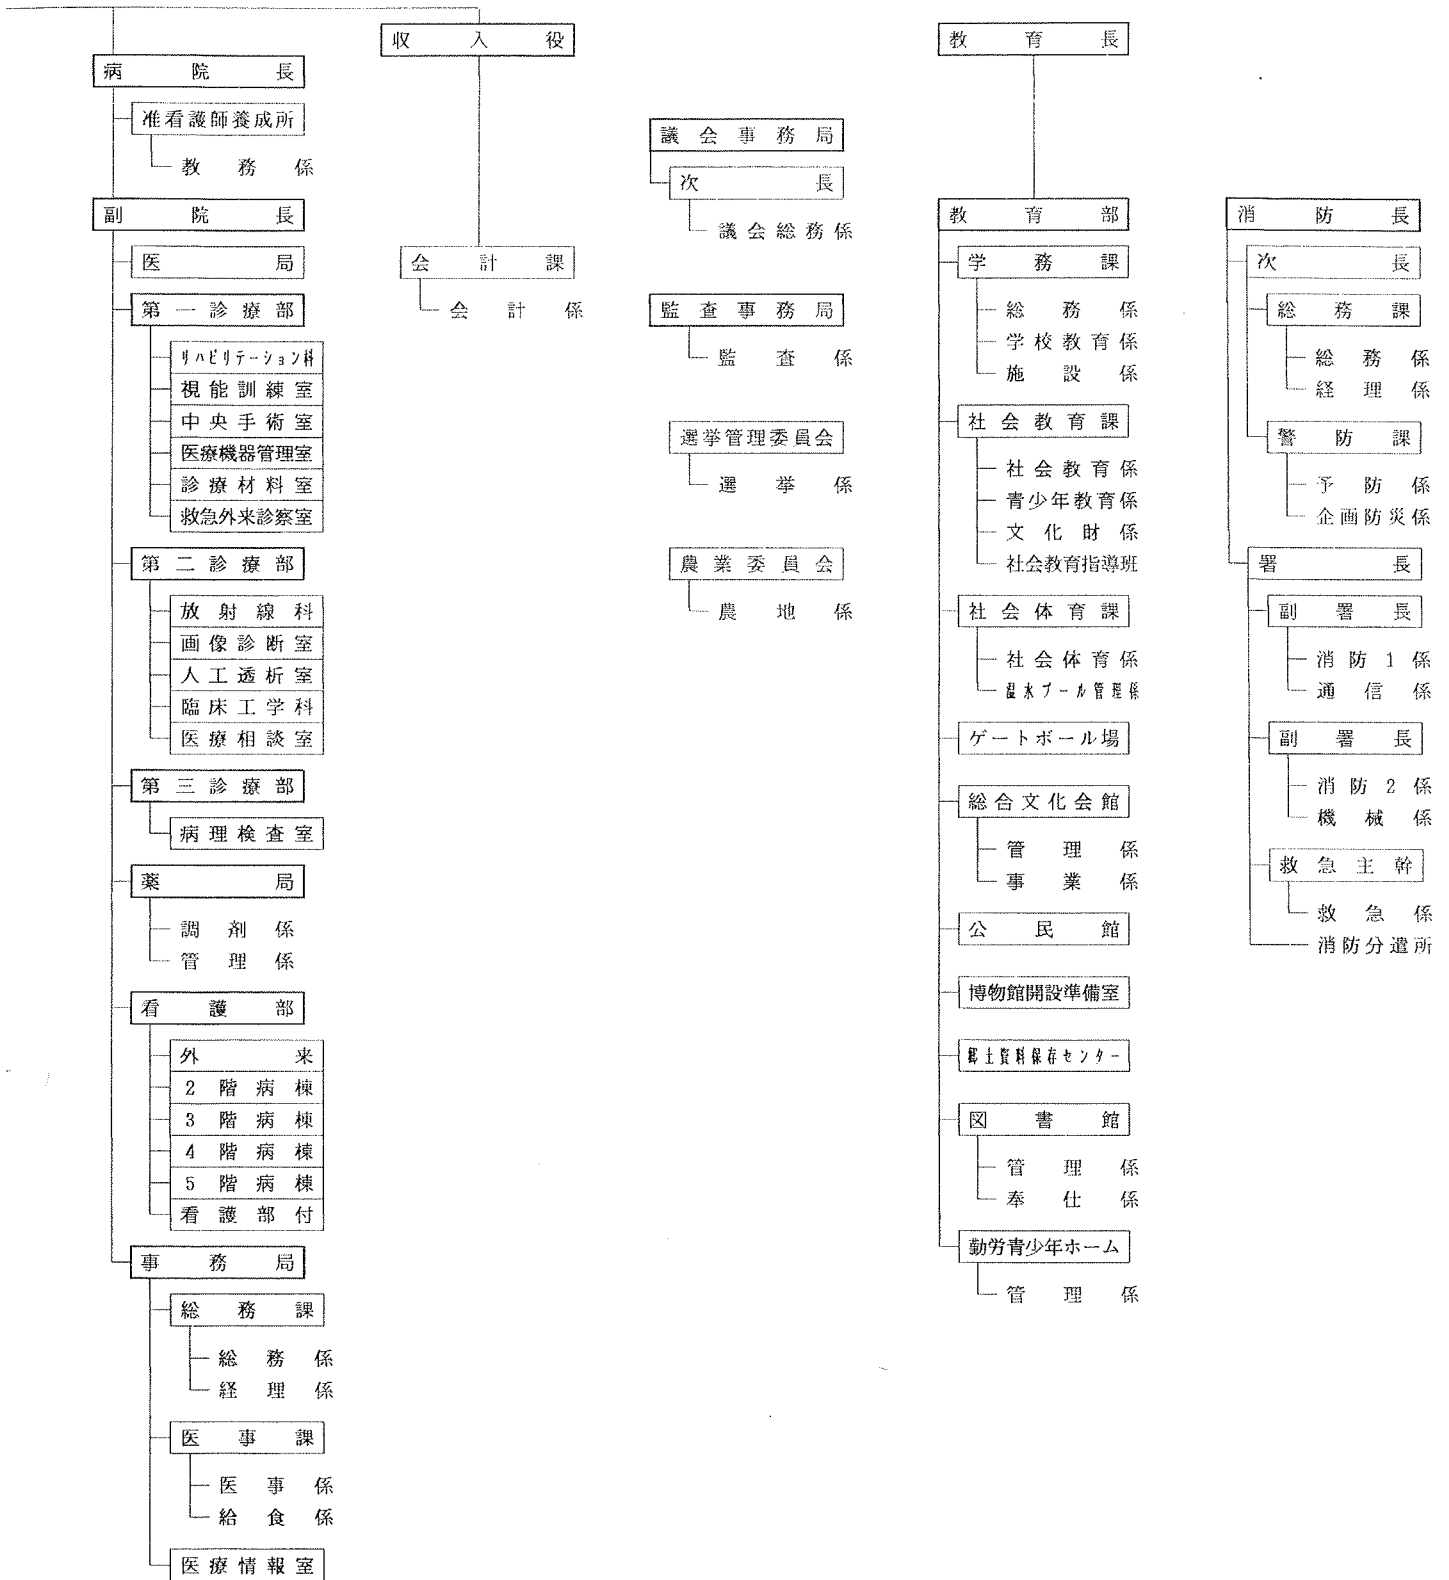 病院長
准看護師養成所
教務係
副院長
医局
第一診療部
リハビリテーション科
視能訓練室
中央手術室
医療機器管理室
診療材料室
救急外来診察室
第二診療部
放射線科
画像診断室
人工透析室
臨床工学科
医療相談室
第三診療部
病理検査室
薬局
調剤係
管理係
看護部
外来
2階病棟
3階病棟
4階病棟
5階病棟
看護部付
事務局
総務課
総務係
経理係
医事課
医事係
給食係
医療情報室
収入役
会計課
会計係
議会事務局
次長
議会総務係
監査事務局
監査係
選挙管理委員会
選挙係
農業委員会
農地係
教育長
教育部
学務課
総務係
学校教育係
施設係
社会教育課
社会教育係
青少年教育係
文化財係
社会教育指導班
社会体育課
社会体育係
温水プール管理係
ゲートボール場
総合文化会館
管理係
事業係
公民館
博物館開設準備室
郷土資料保存センター
図書館
管理係
奉仕係
勤労青少年ホーム
管理係
消防長
次長
総務課
総務係
経理係
警防課
予防係
企画防災係
署長
副署長
消防1係
通信係
副署長
消防2係
機械係
救急主幹
救急係
消防分遣所